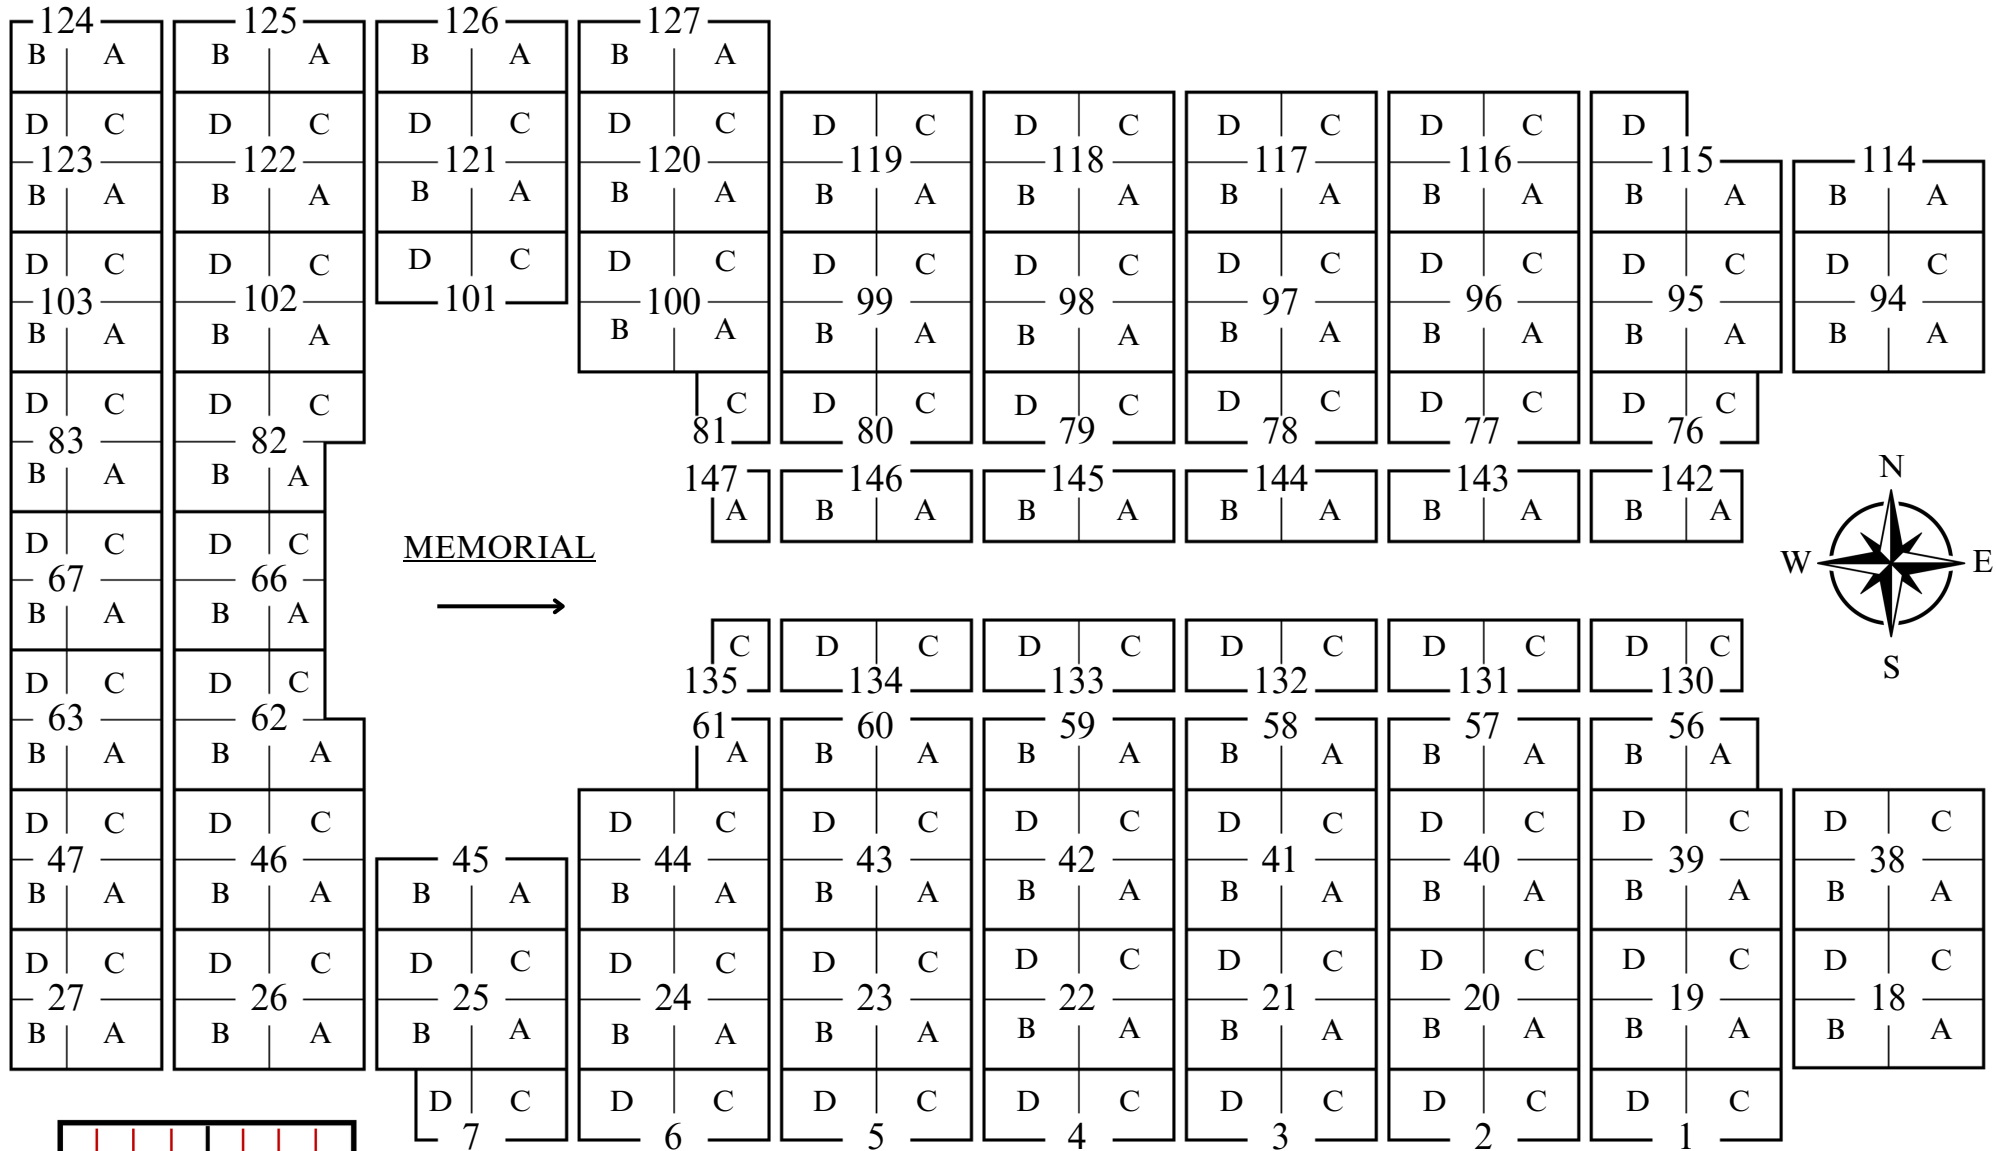 124 125 126 127
B A B A B A B A
D C D C D C D C D C D C D C D C D
123 122 121 120 119 118 117 116 115 114
B A B A B A B A B A B A B A B A B A B A
D C D C D C D C D C D C D C D C D C D C
103 102 101 100 99 98 97 96 95 94
B A B A B A B A B A B A B A B A B A
D C D C C D C D C D C D C D C
83 82 81 80 79 78 77 76
B A B A
147 146 145 144 143 142
A B A B A B A B A B A
N
D C D C
MEMORIAL
W E
67 66
B A B A
C D C D C D C D C D C
S
135 134 133 132 131 130
D C D C
63 62 61 60 59 58 57 56
B A B A A B A B A B A B A B A
D C D C D C D C D C D C D C D C D C
47 46 45 44 43 42 41 40 39 38
B A B A B A B A B A B A B A B A B A B A
D C D C D C D C D C D C D C D C D C D C
27 26 25 24 23 22 21 20 19 18
B A B A B A B A B A B A B A B A B A B A
D C D C D C D C D C D C D C
7 6 5 4 3 2 1